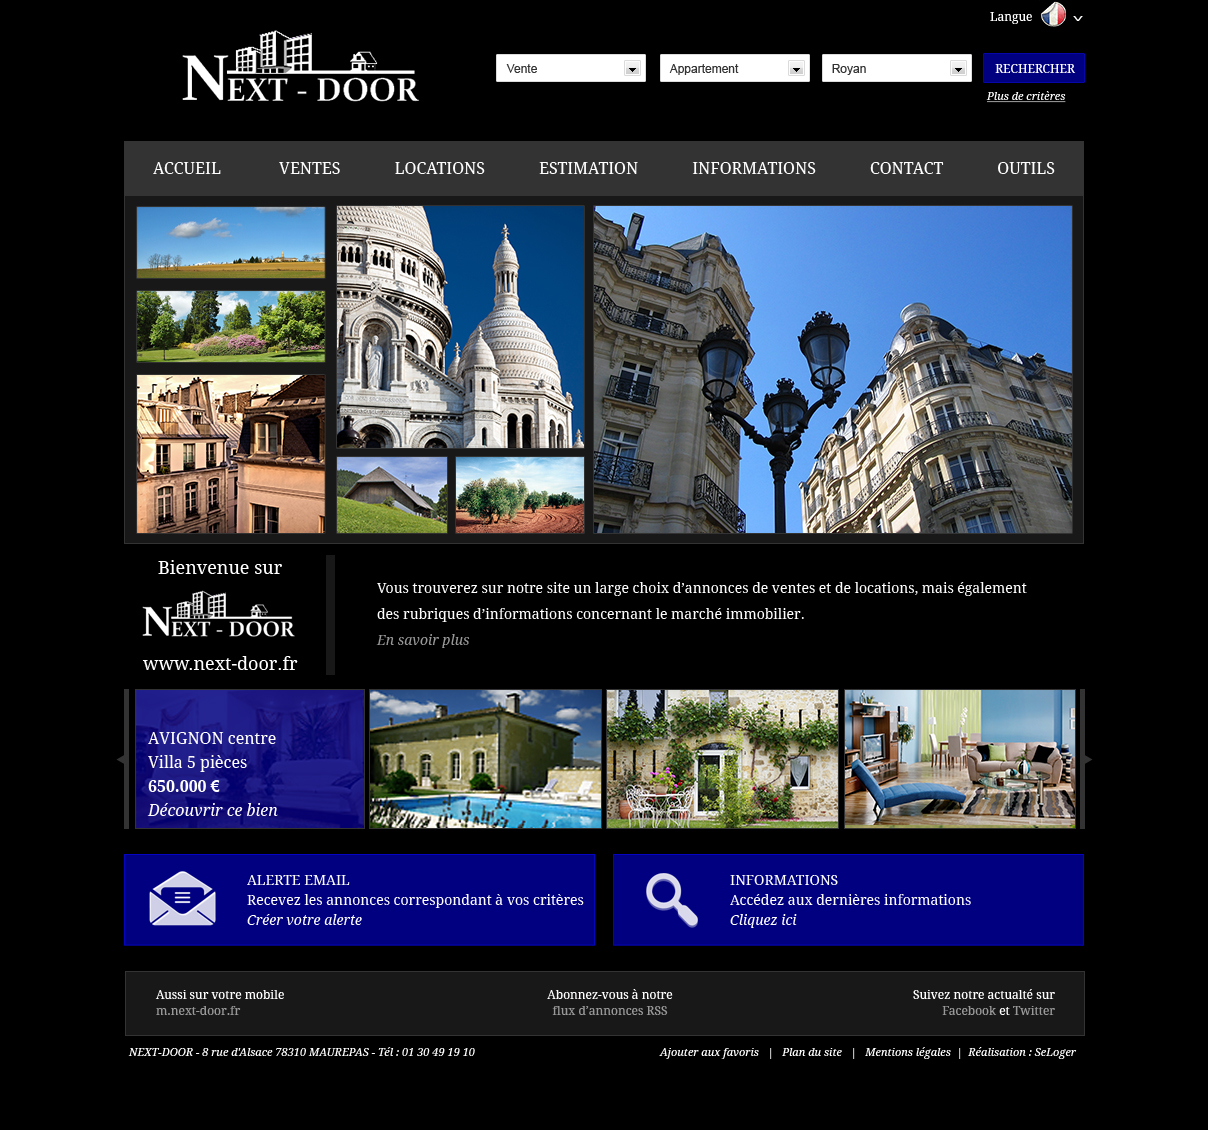 Langue
NEXT - DOOR
Vente
Appartement
Royan
RECHERCHER
Plus de critères
ACCUEIL
VENTES
LOCATIONS
ESTIMATION
INFORMATIONS
CONTACT
OUTILS
Bienvenue sur
NEXT - DOOR
www.next-door.fr
Vous trouverez sur notre site un large choix d’annonces de ventes et de locations, mais également
des rubriques d’informations concernant le marché immobilier.
En savoir plus
AVIGNON centre
Villa 5 pièces
650.000 €
Découvrir ce bien
ALERTE EMAIL
Recevez les annonces correspondant à vos critères
Créer votre alerte
INFORMATIONS
Accédez aux dernières informations
Cliquez ici
Aussi sur votre mobile
m.next-door.fr
Abonnez-vous à notre
flux d’annonces RSS
Suivez notre actualté sur
Facebook et Twitter
NEXT-DOOR - 8 rue d'Alsace 78310 MAUREPAS - Tél : 01 30 49 19 10
Ajouter aux favoris | Plan du site | Mentions légales | Réalisation : SeLoger